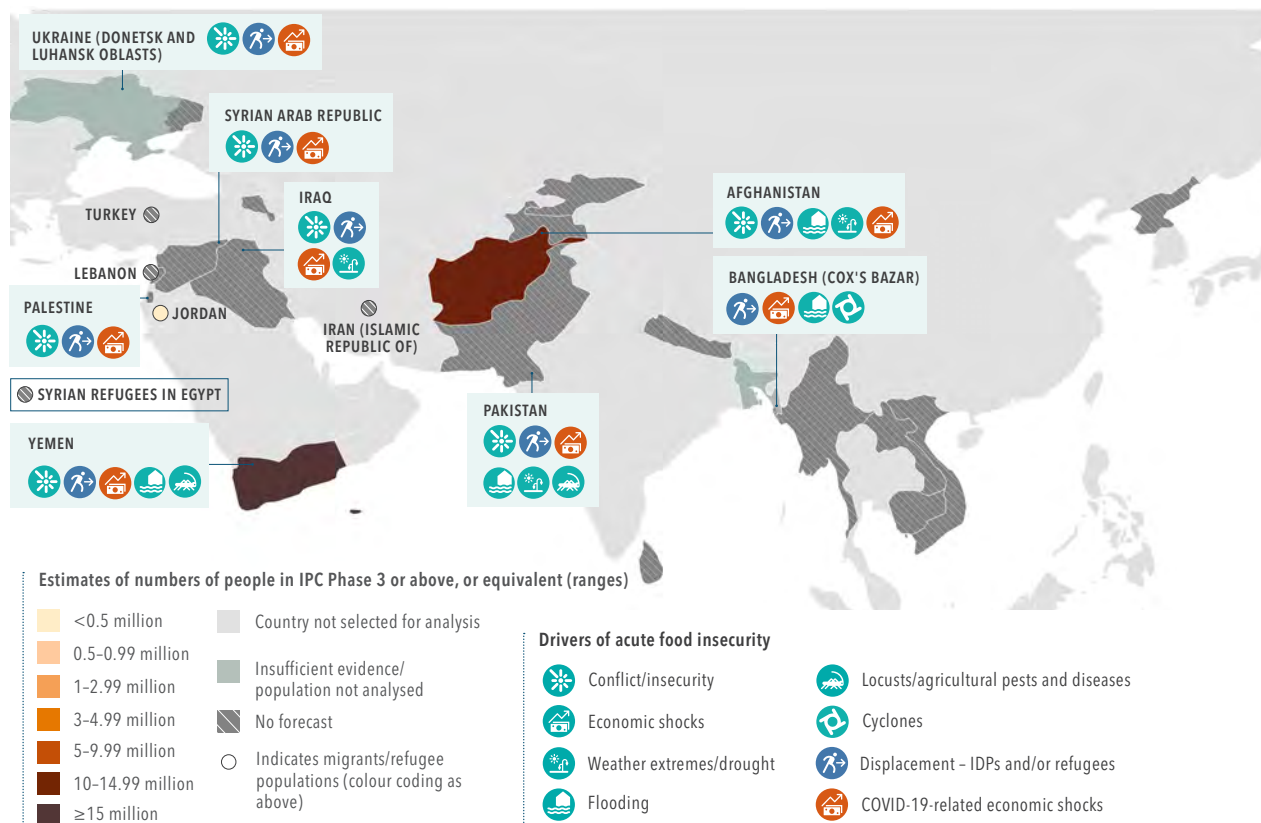 UKRAINE (DONETSK AND
LUHANSK OBLASTS)
SYRIAN ARAB REPUBLIC
IRAQ
TURKEY
LEBANON
PALESTINE
JORDAN
IRAN (ISLAMIC
REPUBLIC OF)
AFGHANISTAN
BANGLADESH (COX'S BAZAR)
SYRIAN REFUGEES IN EGYPT
YEMEN
PAKISTAN
Estimates of numbers of people in IPC Phase 3 or above, or equivalent (ranges)
<0.5 million
0.5–0.99 million
1–2.99 million
3–4.99 million
5–9.99 million
10–14.99 million
≥15 million
Country not selected for analysis
Insufficient evidence/
population not analysed
No forecast
Indicates migrants/refugee
populations (colour coding as
above)
Drivers of acute food insecurity
Conflict/insecurity
Economic shocks
Weather extremes/drought
Flooding
Locusts/agricultural pests and diseases
Cyclones
Displacement – IDPs and/or refugees
COVID-19-related economic shocks